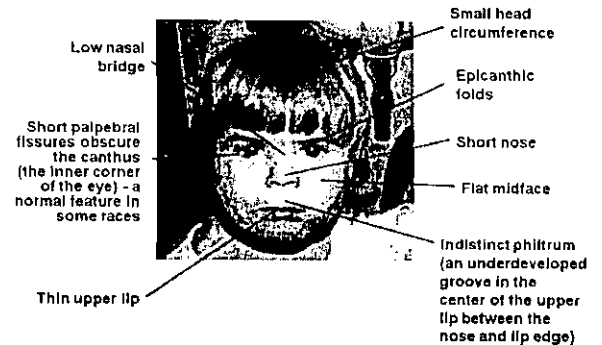 Small head
circumference
Low nasal
bridge
Epicanthic
folds
Short palpebral
fissures obscure
the canthus
(the inner corner
of the eye) - a
normal feature in
some races
Short nose
Flat midface
Indistinct philtrum
(an underdeveloped
groove in the
center of the upper
lip between the
nose and lip edge)
Thin upper lip